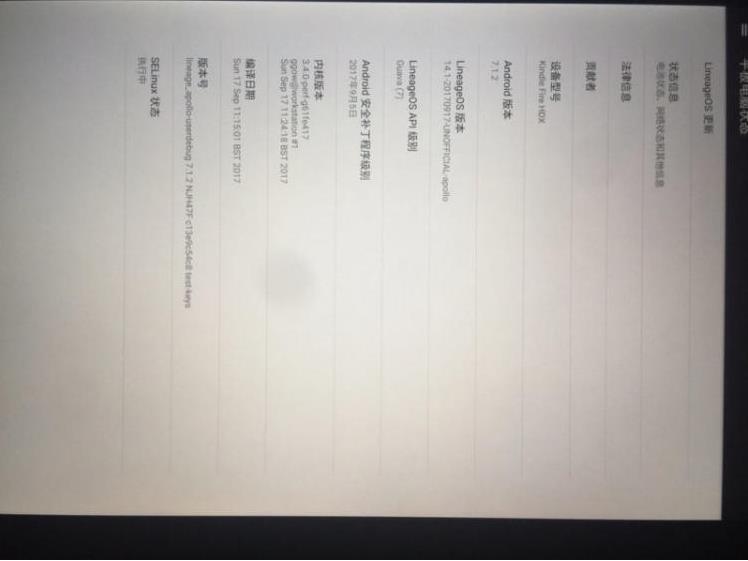 平板电脑状态
LineageOS 更新
状态信息
电池状态、网络状态和其他信息
法律信息
贡献者
设备型号
Kindle Fire HDX
Android 版本
7.1.2
LineageOS 版本
14.1-20170917-UNOFFICIAL-apollo
LineageOS API 级别
Guava (7)
Android 安全补丁程序级别
2017年9月5日
内核版本
3.4.0-perf-g61fe417
ggow@workstation #1
Sun Sep 17 11:24:18 BST 2017
编译日期
Sun 17 Sep 11:15:01 BST 2017
版本号
lineage_apollo-userdebug 7.1.2 NJH47F c13e9c54c8 test-keys
SELinux 状态
执行中